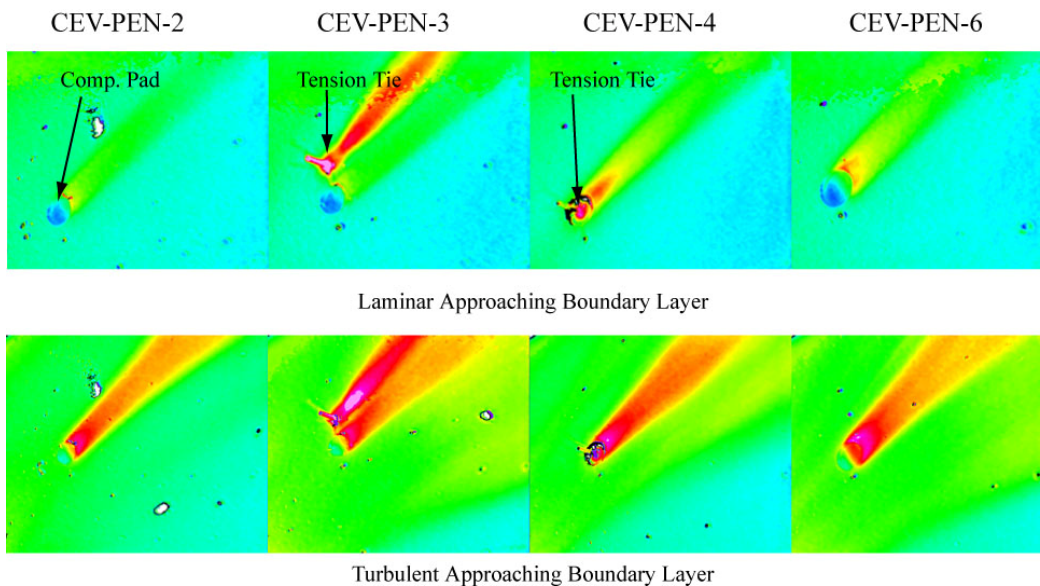 CEV-PEN-2
CEV-PEN-3
CEV-PEN-4
CEV-PEN-6
Comp. Pad
Tension Tie
Tension Tie
Laminar Approaching Boundary Layer
Turbulent Approaching Boundary Layer